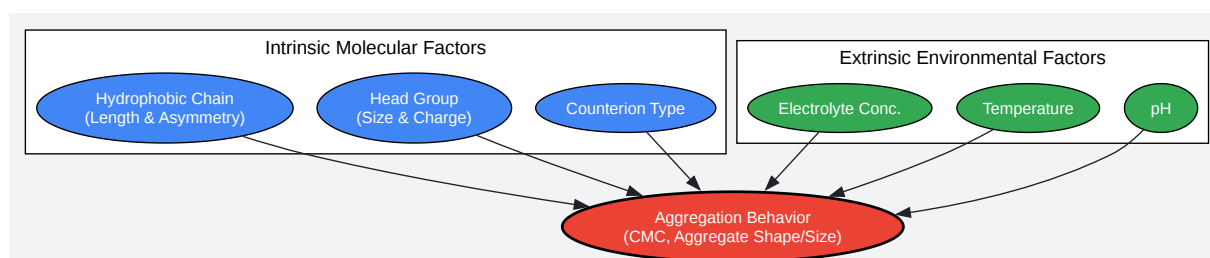 Intrinsic Molecular Factors
Extrinsic Environmental Factors
Hydrophobic Chain
(Length & Asymmetry)
Head Group
(Size & Charge)
Counterion Type
Electrolyte Conc.
Temperature
pH
Aggregation Behavior
(CMC, Aggregate Shape/Size)